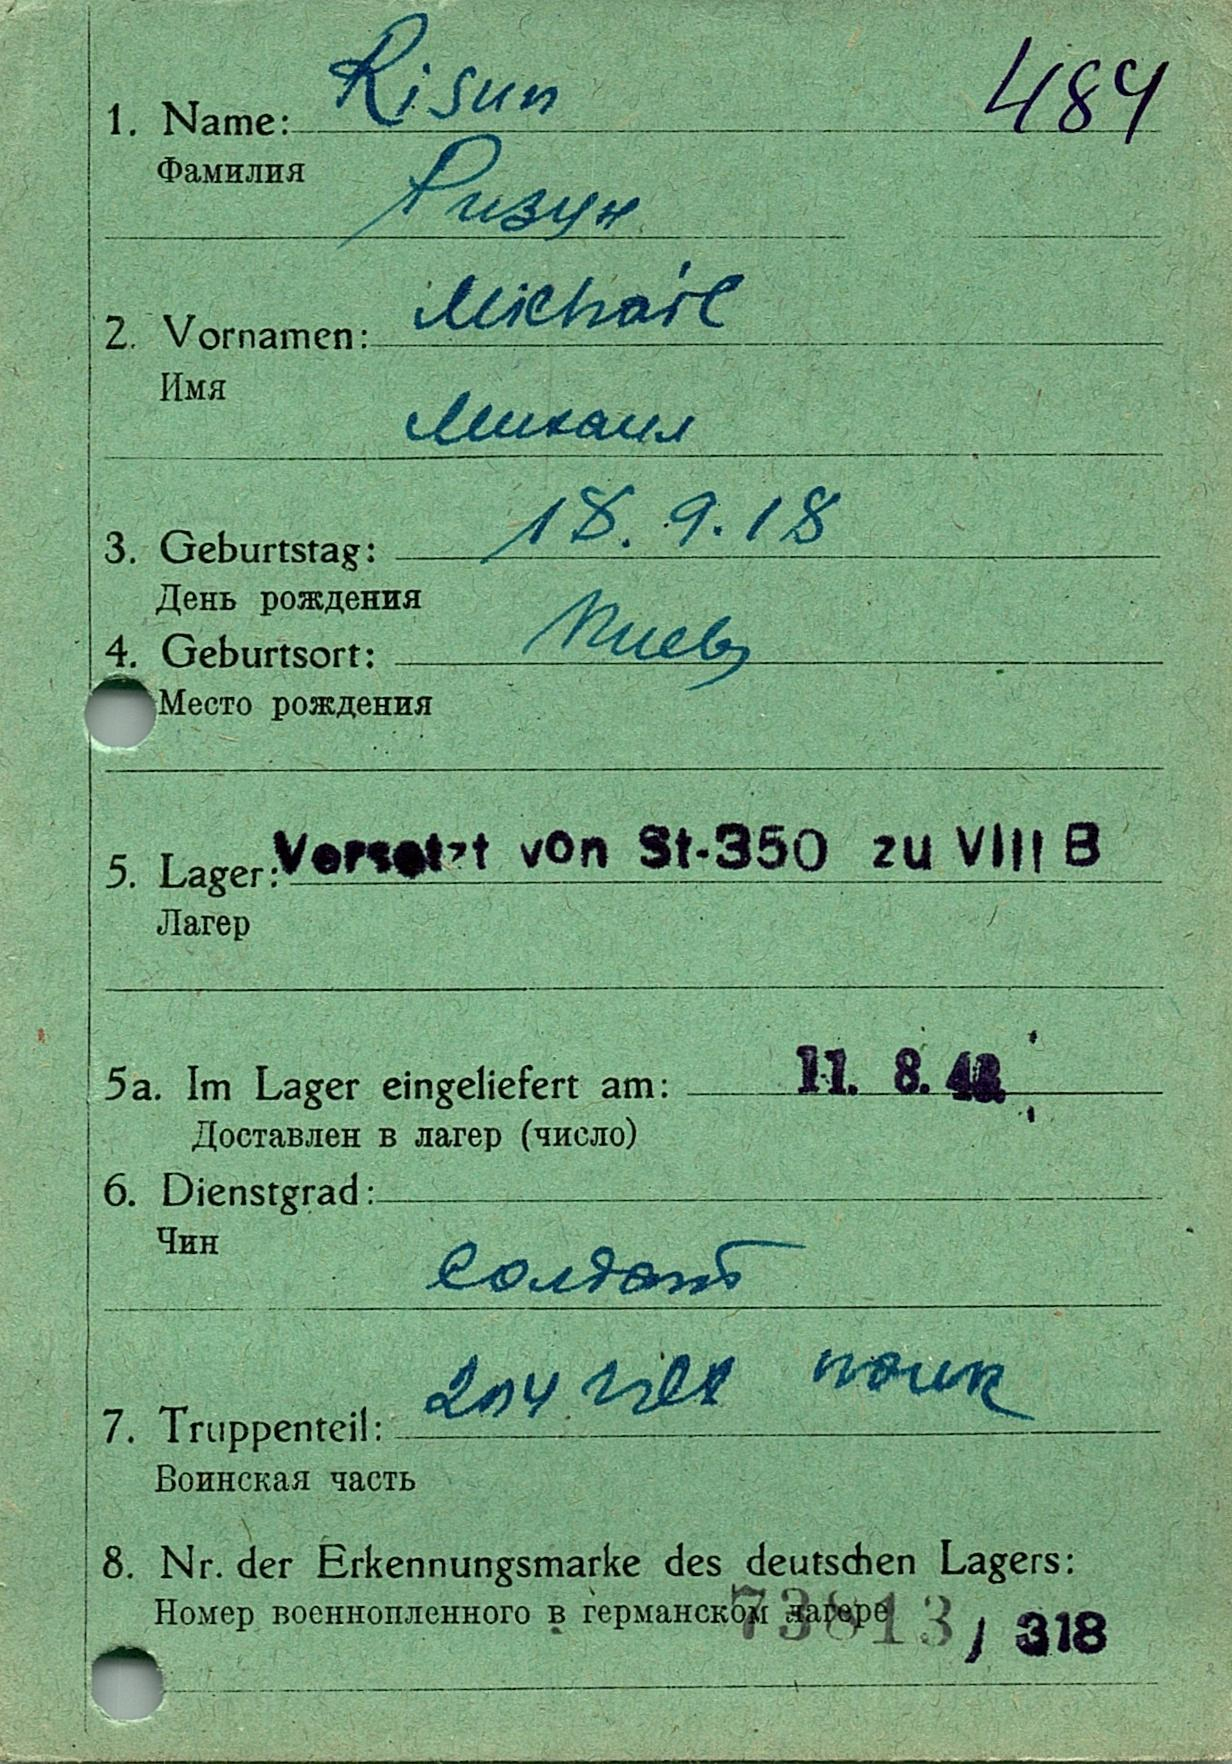 Risun
484
1. Name:
Фамилия
Ризун
Michail
2. Vornamen:
Имя
Михаил
18.9.18
3. Geburtstag:
День рождения
Киев
4. Geburtsort:
Место рождения
Versetzt von St-350 zu VIII B
5. Lager:
Лагер
5a. Im Lager eingeliefert am: 11. 8. 42
Доставлен в лагер (число)
6. Dienstgrad:
Чин
солдат
полк
7. Truppenteil:
Воинская часть
8. Nr. der Erkennungsmarke des deutschen Lagers:
Номер военнопленного в германском лагере
73813 / 318